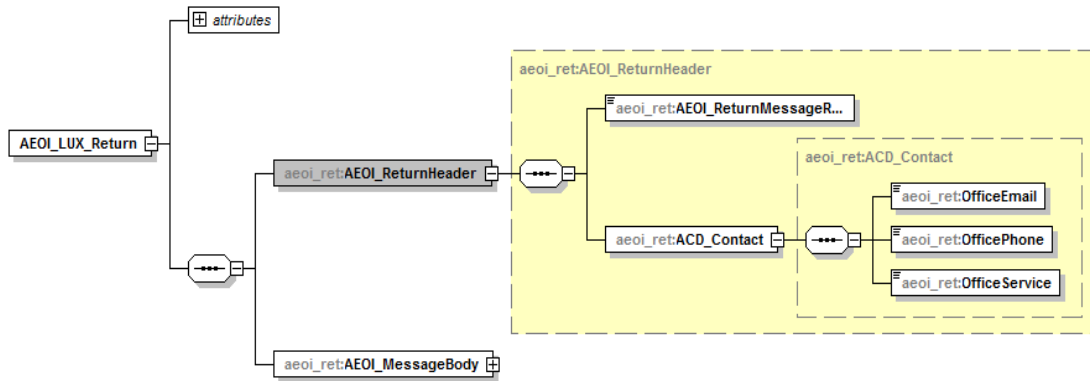 attributes
aeoi_ret:AEOI_ReturnHeader
aeoi_ret:AEOI_ReturnMessageR...
AEOI_LUX_Return
aeoi_ret:ACD_Contact
aeoi_ret:AEOI_ReturnHeader
aeoi_ret:OfficeEmail
aeoi_ret:ACD_Contact
aeoi_ret:OfficePhone
aeoi_ret:OfficeService
aeoi_ret:AEOI_MessageBody